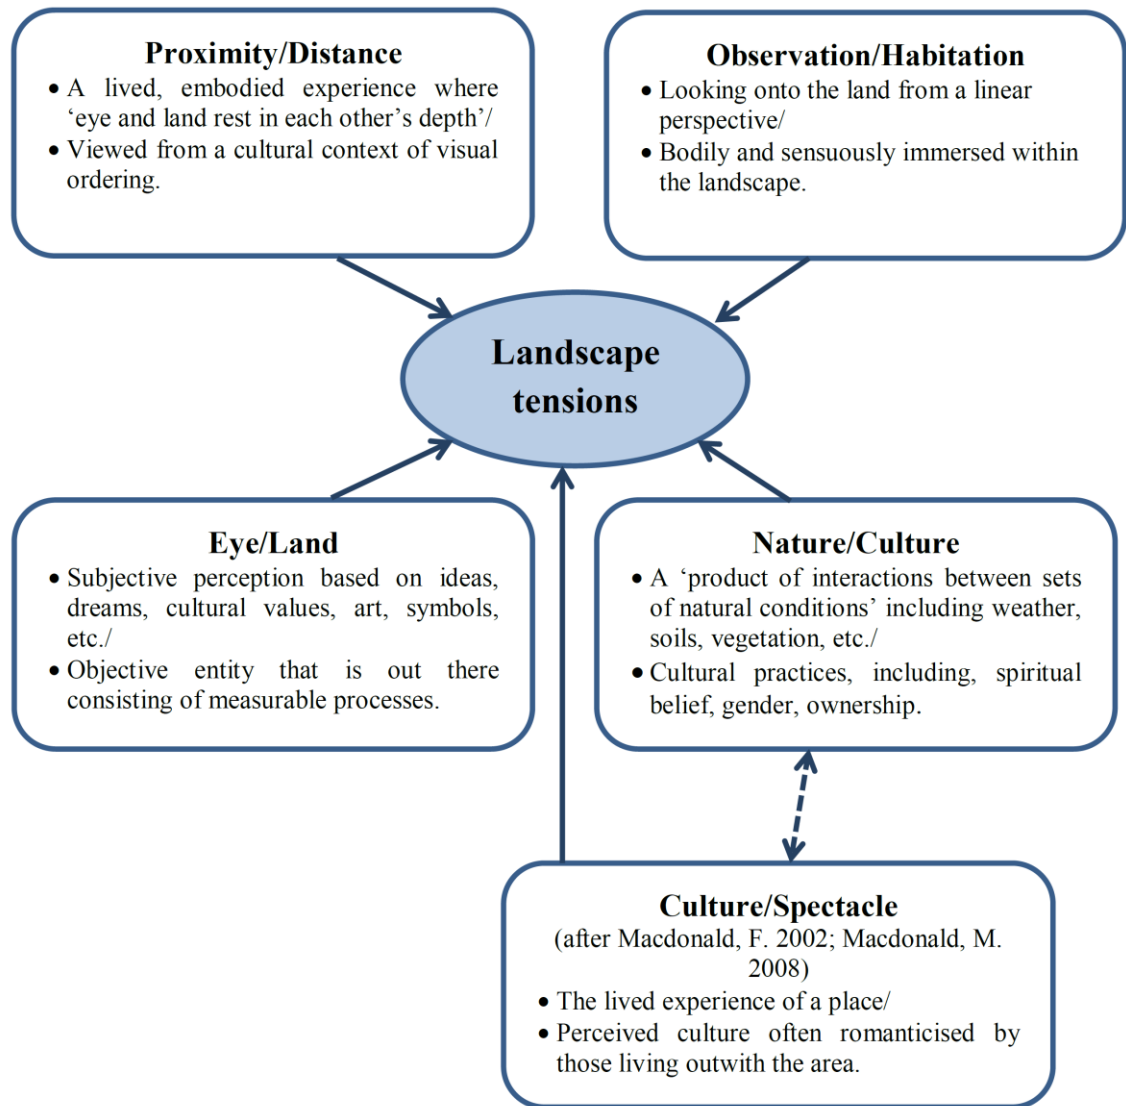 Proximity/Distance
• A lived, embodied experience where
‘eye and land rest in each other’s depth’/
• Viewed from a cultural context of visual
ordering.
Observation/Habitation
• Looking onto the land from a linear
perspective/
• Bodily and sensuously immersed within
the landscape.
Landscape
tensions
Eye/Land
• Subjective perception based on ideas,
dreams, cultural values, art, symbols,
etc./
• Objective entity that is out there
consisting of measurable processes.
Nature/Culture
• A ‘product of interactions between sets
of natural conditions’ including weather,
soils, vegetation, etc./
• Cultural practices, including, spiritual
belief, gender, ownership.
Culture/Spectacle
(after Macdonald, F. 2002; Macdonald, M.
2008)
• The lived experience of a place/
• Perceived culture often romanticised by
those living outwith the area.